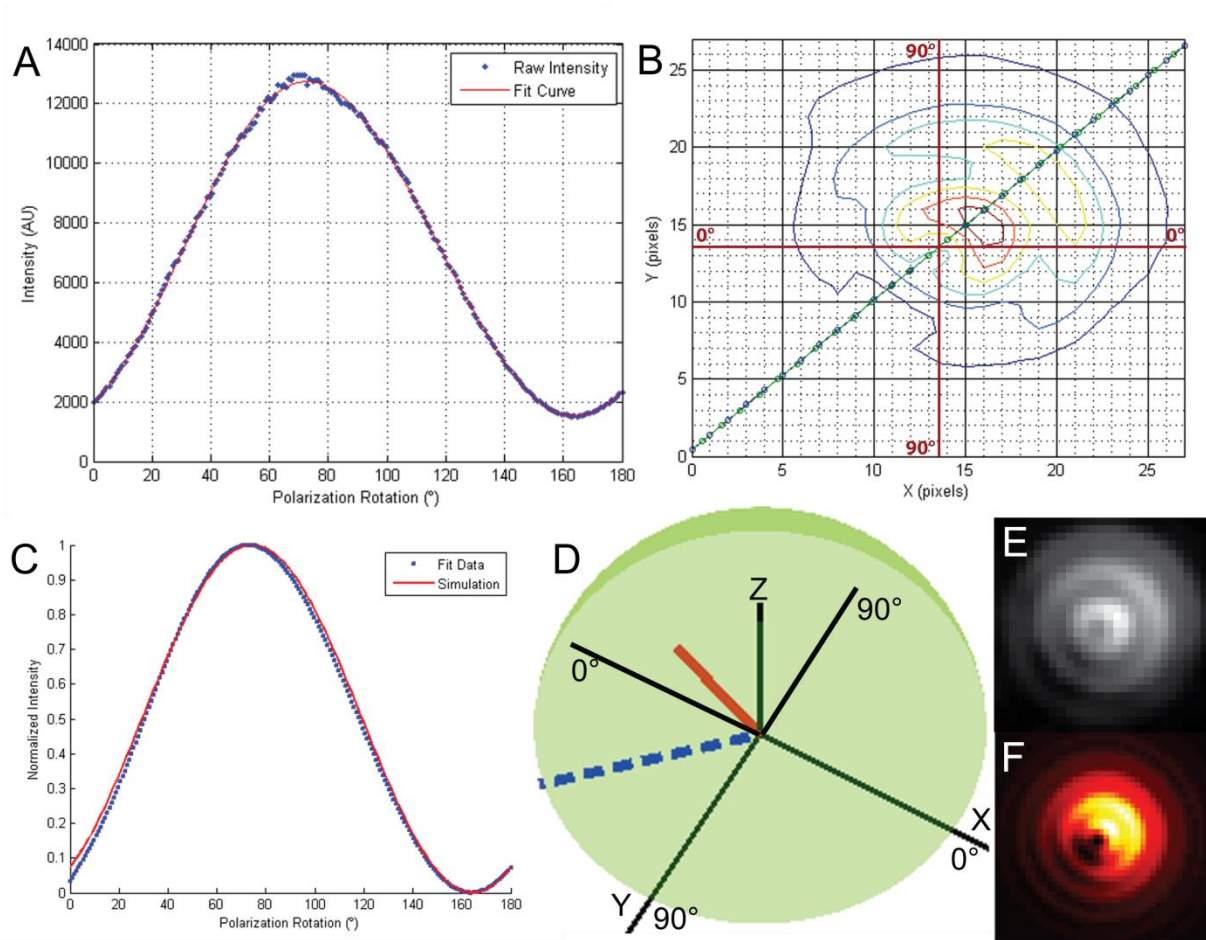 A
14000
12000
10000
8000
6000
4000
2000
0
Intensity (AU)
Raw Intensity
Fit Curve
0 20 40 60 80 100 120 140 160 180
Polarization Rotation (°)
B
90°
25
20
15
10
5
0
Y (pixels)
0°
0°
90°
0 5 10 15 20 25
X (pixels)
C
1
0.9
0.8
0.7
0.6
0.5
0.4
0.3
0.2
0.1
0
Normalized Intensity
Fit Data
Simulation
0 20 40 60 80 100 120 140 160 180
Polarization Rotation (°)
D
Z
90°
0°
X
0°
Y
90°
E
F